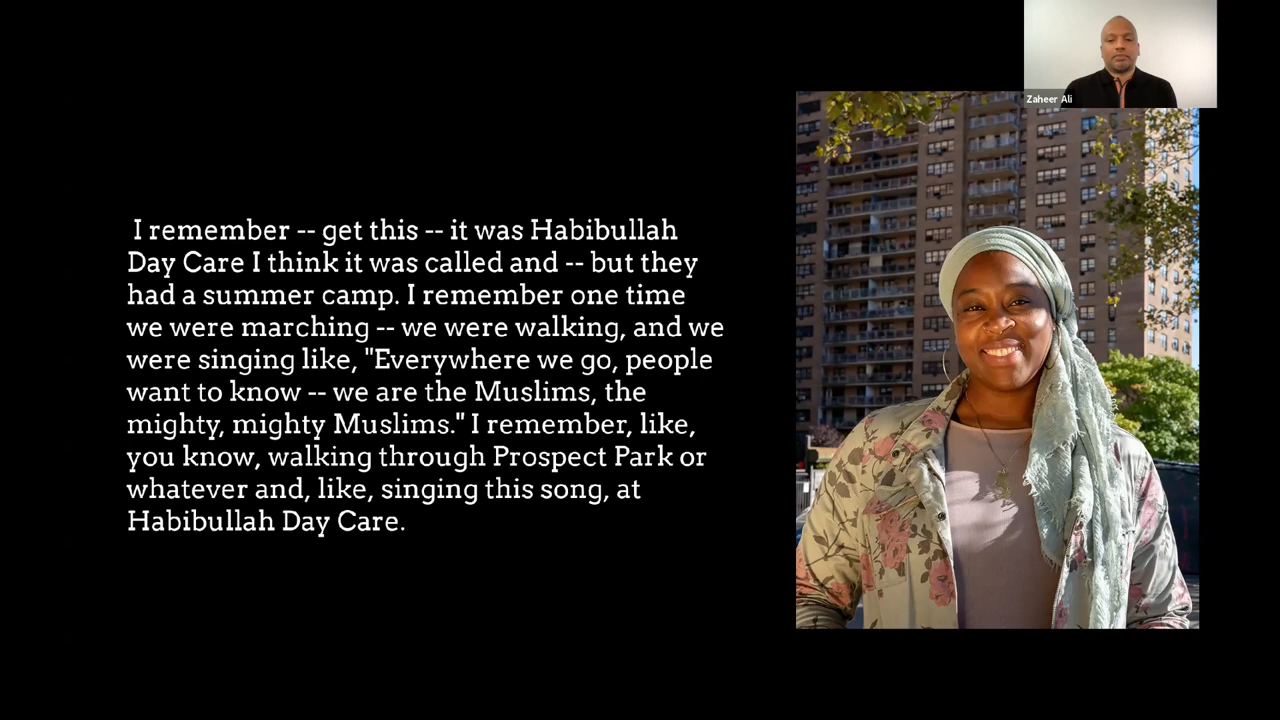 I remember -- get this -- it was Habibullah
Day Care I think it was called and -- but they
had a summer camp. I remember one time
we were marching -- we were walking, and we
were singing like, "Everywhere we go, people
want to know -- we are the Muslims, the
mighty, mighty Muslims." I remember, like,
you know, walking through Prospect Park or
whatever and, like, singing this song, at
Habibullah Day Care.
Zaheer Ali